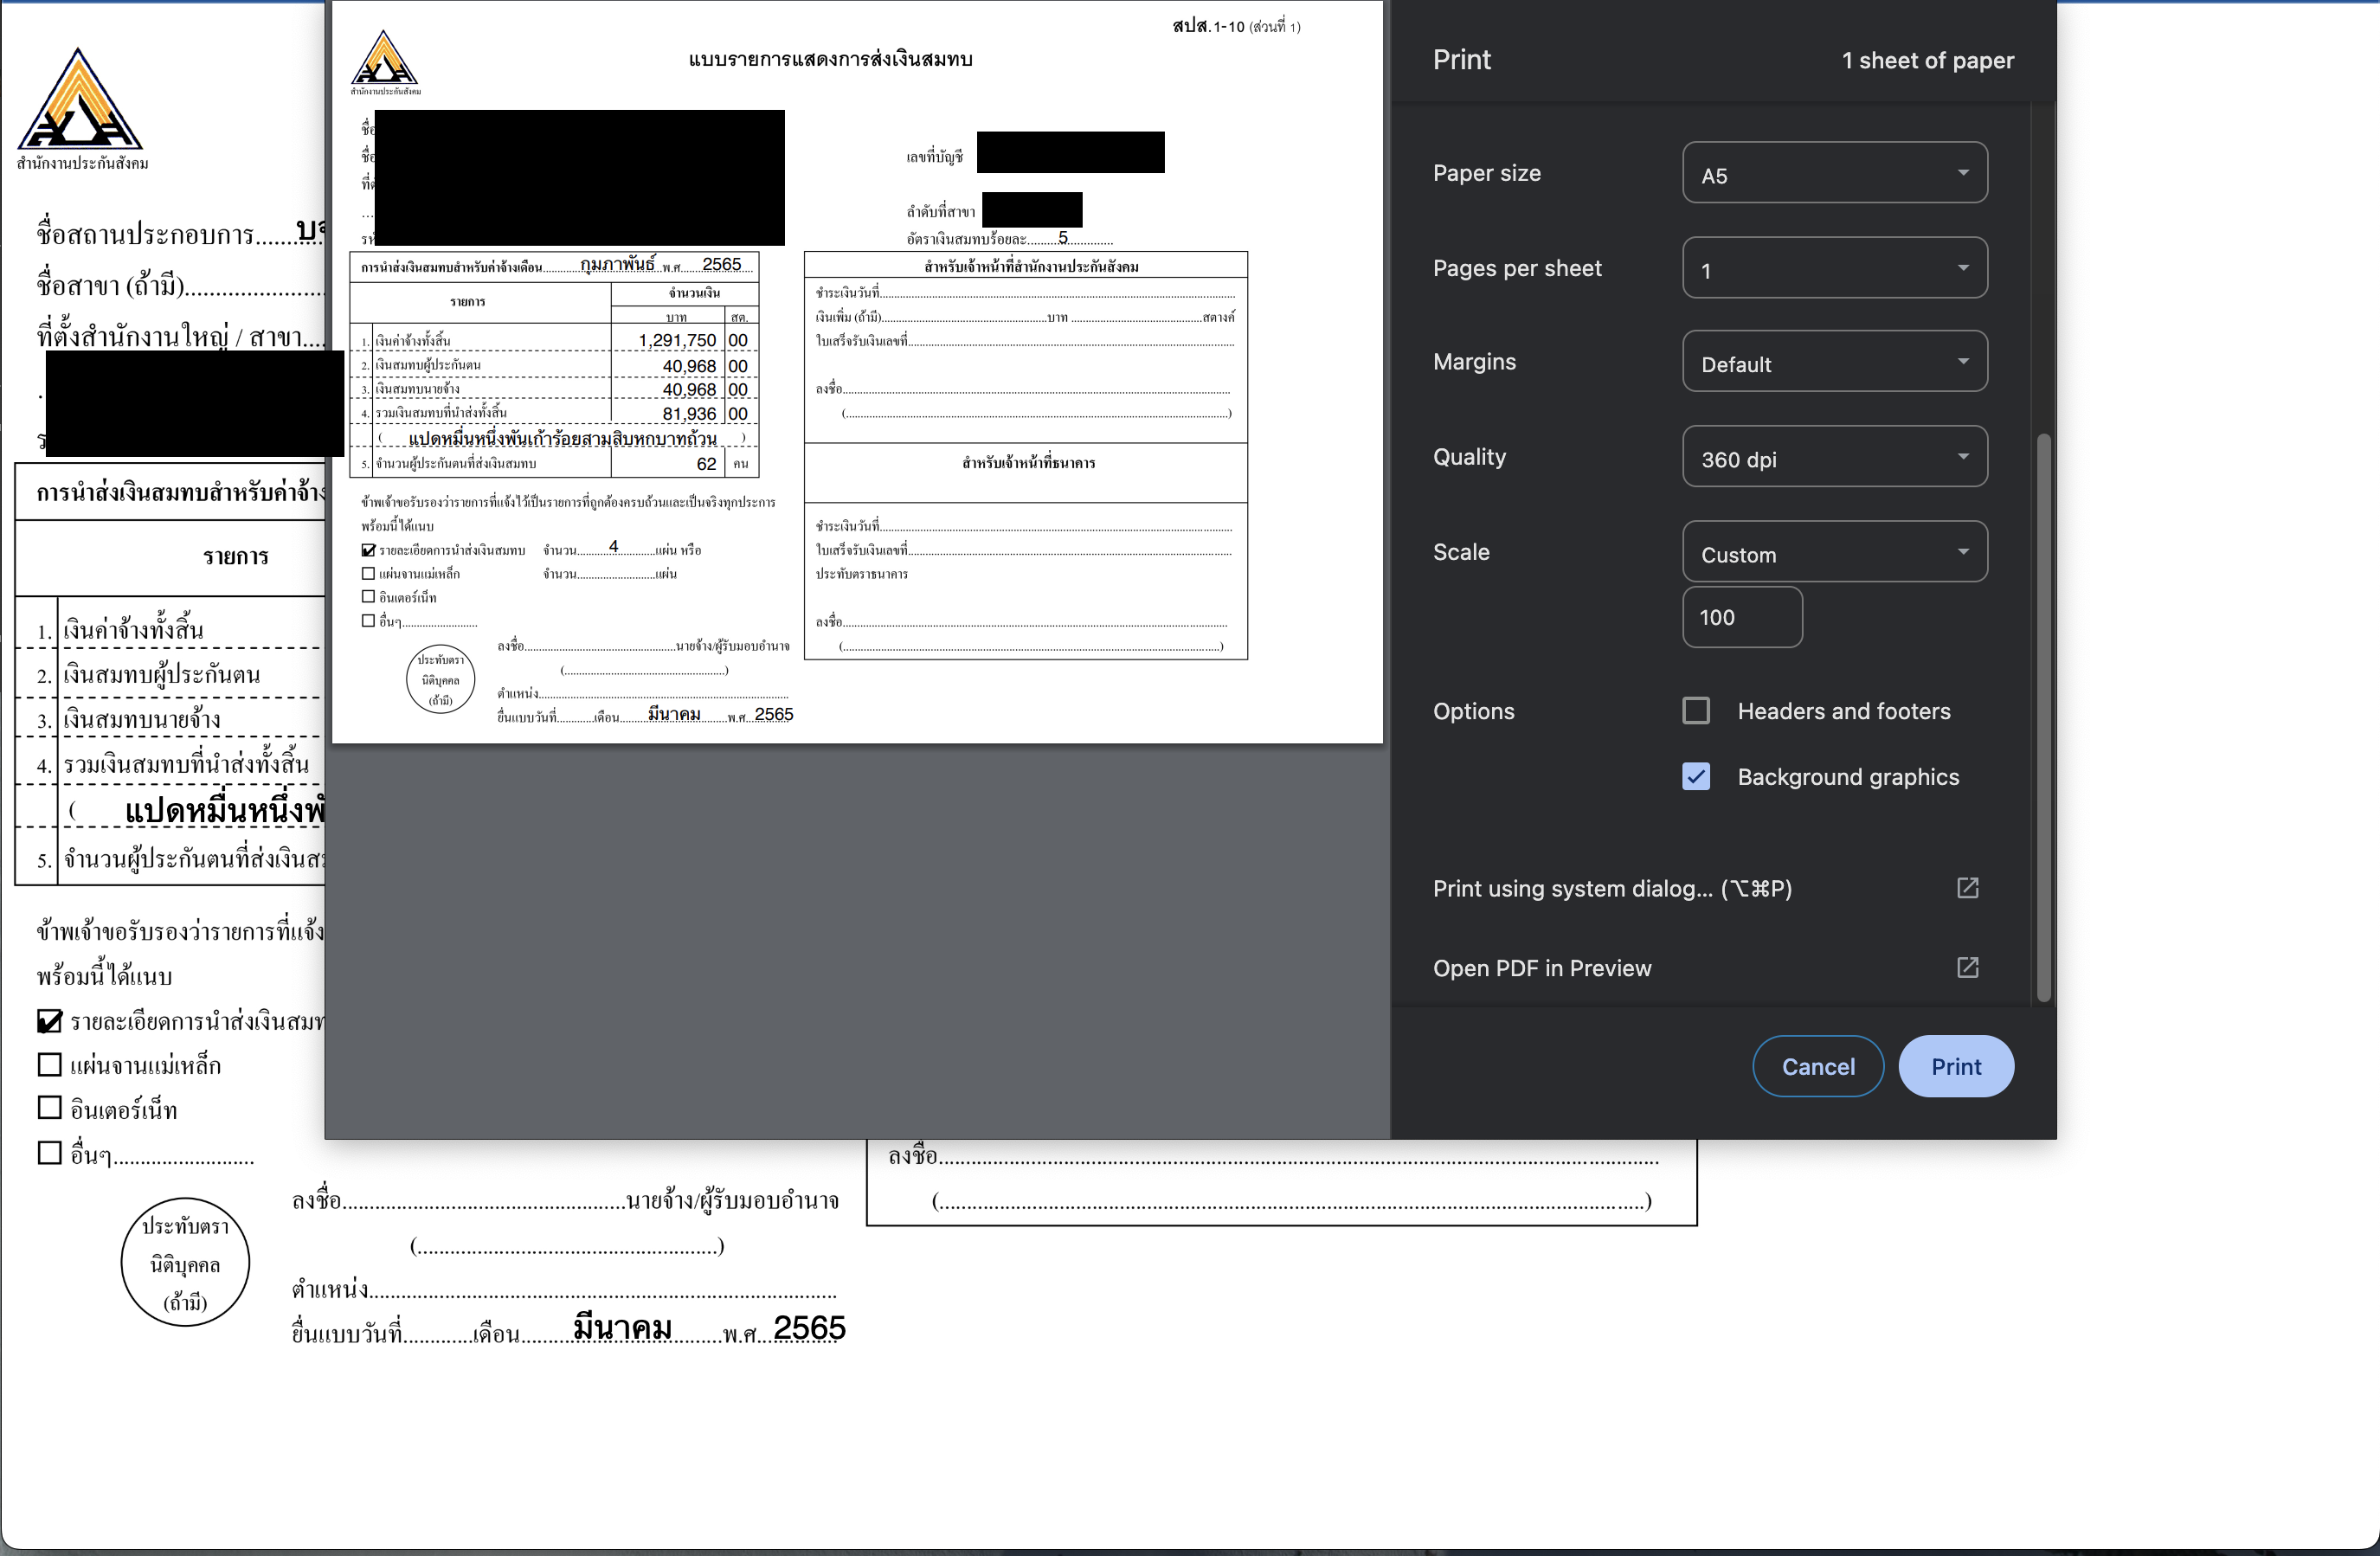 สำนักงานประกันสังคม
ชื่อสถานประกอบการ
ชื่อสาขา (ถ้ามี)
ที่ตั้งสำนักงานใหญ่ / สาขา
การนำส่งเงินสมทบสำหรับค่าจ้าง
รายการ
1. เงินค่าจ้างทั้งสิ้น
2. เงินสมทบผู้ประกันตน
3. เงินสมทบนายจ้าง
4. รวมเงินสมทบที่นำส่งทั้งสิ้น
( แปดหมื่นหนึ่งพั
5. จำนวนผู้ประกันตนที่ส่งเงินส
ข้าพเจ้าขอรับรองว่ารายการที่แจ้ง
พร้อมนี้ได้แนบ
รายละเอียดการนำส่งเงินสมท
แผ่นจานแม่เหล็ก
อินเตอร์เน็ท
อื่นๆ
ประทับตรา
นิติบุคคล
(ถ้ามี)
ลงชื่อ นายจ้าง/ผู้รับมอบอำนาจ
( )
ตำแหน่ง
ยื่นแบบวันที่ เดือน มีนาคม พ.ศ. 2565
ลงชื่อ
( )
สปส.1-10 (ส่วนที่ 1)
แบบรายการแสดงการส่งเงินสมทบ
สำนักงานประกันสังคม
เลขที่บัญชี
ลำดับที่สาขา
อัตราเงินสมทบร้อยละ 5
การนำส่งเงินสมทบสำหรับค่าจ้างเดือน กุมภาพันธ์ พ.ศ. 2565
รายการ จำนวนเงิน
บาท สต.
1. เงินค่าจ้างทั้งสิ้น 1,291,750 00
2. เงินสมทบผู้ประกันตน 40,968 00
3. เงินสมทบนายจ้าง 40,968 00
4. รวมเงินสมทบที่นำส่งทั้งสิ้น 81,936 00
( แปดหมื่นหนึ่งพันเก้าร้อยสามสิบหกบาทถ้วน )
5. จำนวนผู้ประกันตนที่ส่งเงินสมทบ 62 คน
ข้าพเจ้าขอรับรองว่ารายการที่แจ้งไว้เป็นรายการที่ถูกต้องครบถ้วนและเป็นจริงทุกประการ
พร้อมนี้ได้แนบ
รายละเอียดการนำส่งเงินสมทบ จำนวน 4 แผ่น หรือ
แผ่นจานแม่เหล็ก จำนวน แผ่น
อินเตอร์เน็ท
อื่นๆ
ประทับตรา
นิติบุคคล
(ถ้ามี)
ลงชื่อ นายจ้าง/ผู้รับมอบอำนาจ
( )
ตำแหน่ง
ยื่นแบบวันที่ เดือน มีนาคม พ.ศ. 2565
สำหรับเจ้าหน้าที่สำนักงานประกันสังคม
ชำระเงินวันที่
เงินเพิ่ม (ถ้ามี) บาท สตางค์
ใบเสร็จรับเงินเลขที่
ลงชื่อ
( )
สำหรับเจ้าหน้าที่ธนาคาร
ชำระเงินวันที่
ใบเสร็จรับเงินเลขที่
ประทับตราธนาคาร
ลงชื่อ
( )
Print 1 sheet of paper
Paper size A5
Pages per sheet 1
Margins Default
Quality 360 dpi
Scale Custom
100
Options Headers and footers
Background graphics
Print using system dialog... (⌥⌘P)
Open PDF in Preview
Cancel Print